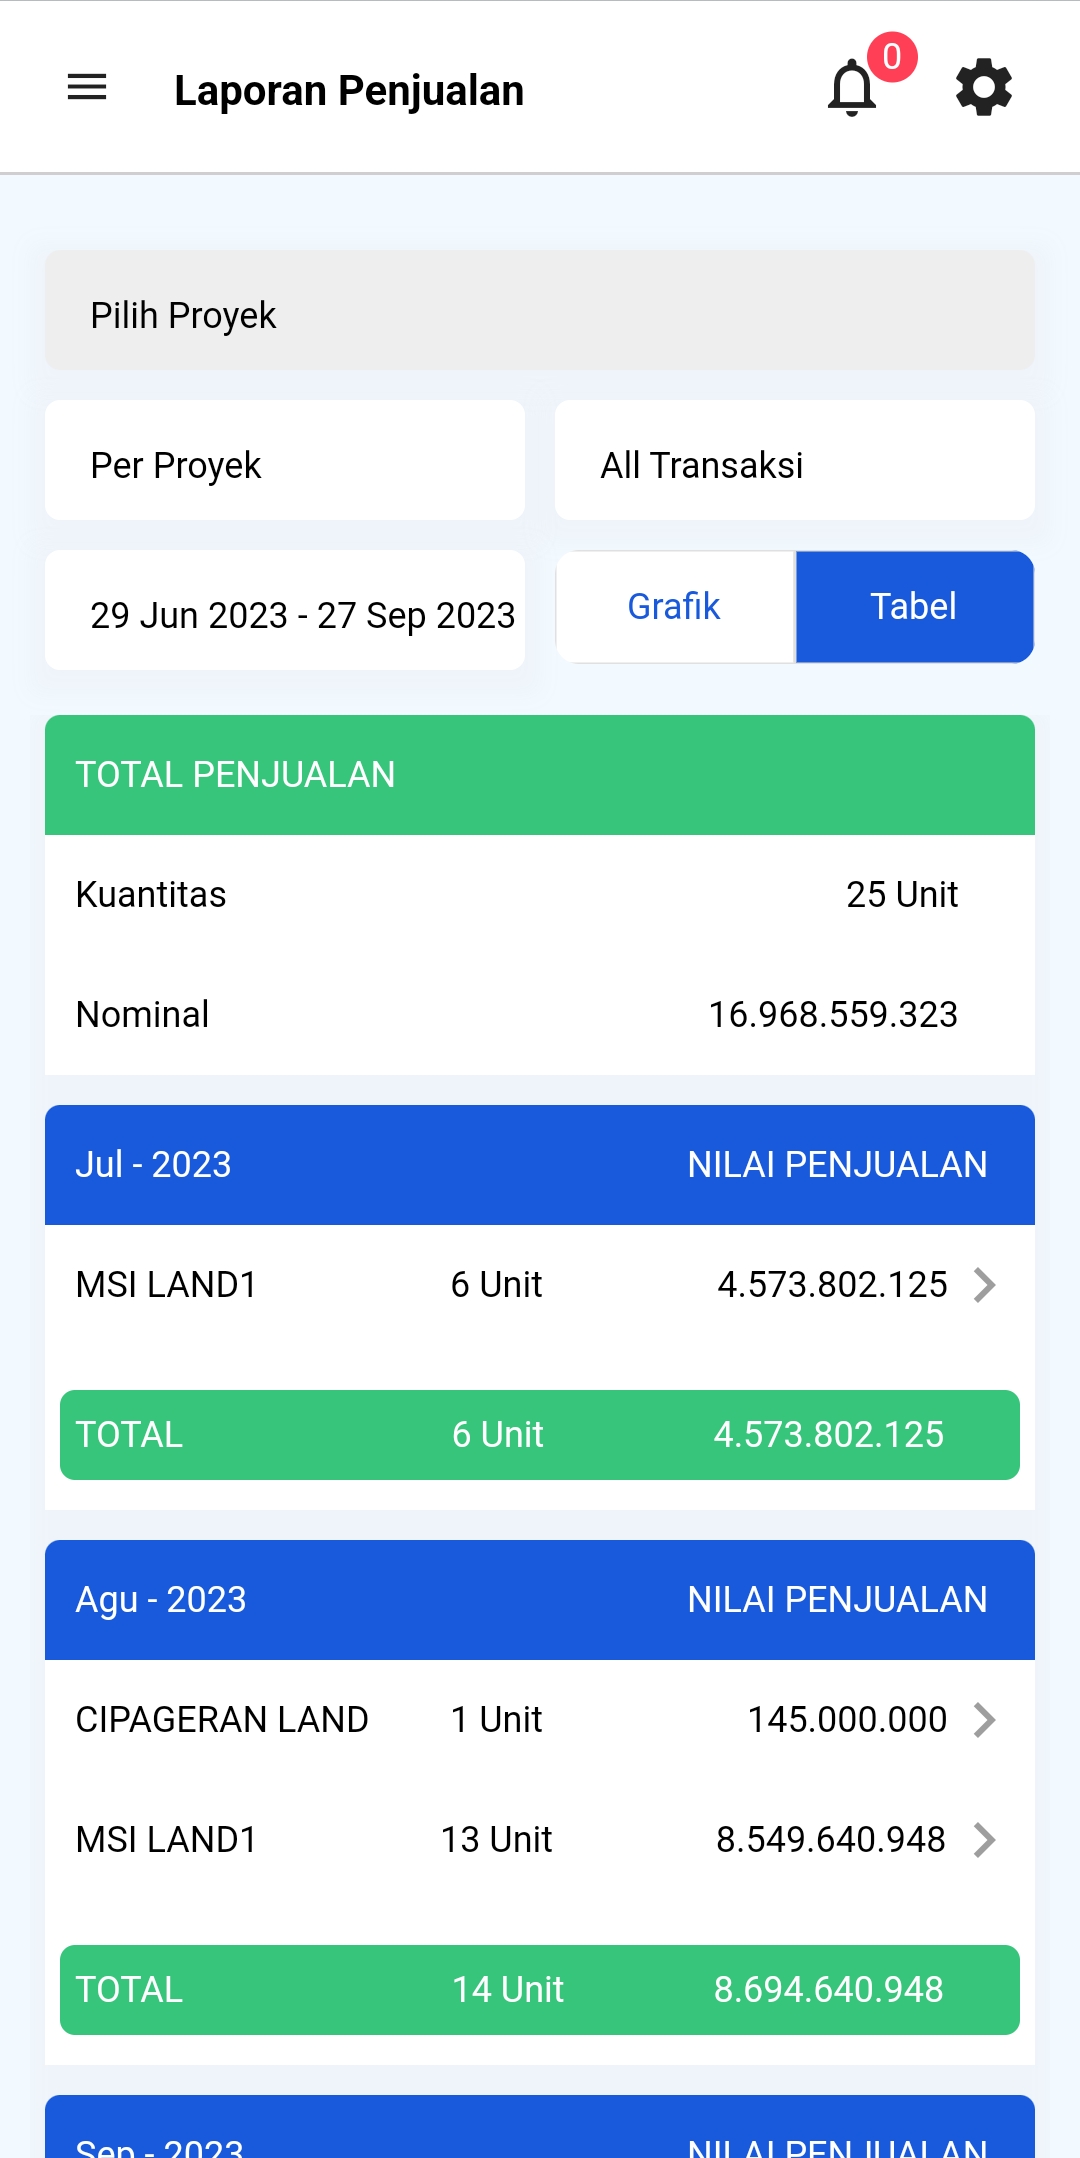 Laporan Penjualan
0
Pilih Proyek
Per Proyek
All Transaksi
29 Jun 2023 - 27 Sep 2023
Grafik
Tabel
TOTAL PENJUALAN
Kuantitas 25 Unit
Nominal 16.968.559.323
Jul - 2023 NILAI PENJUALAN
MSI LAND1 6 Unit 4.573.802.125
TOTAL 6 Unit 4.573.802.125
Agu - 2023 NILAI PENJUALAN
CIPAGERAN LAND 1 Unit 145.000.000
MSI LAND1 13 Unit 8.549.640.948
TOTAL 14 Unit 8.694.640.948
Sep - 2023 NILAI PENJUALAN